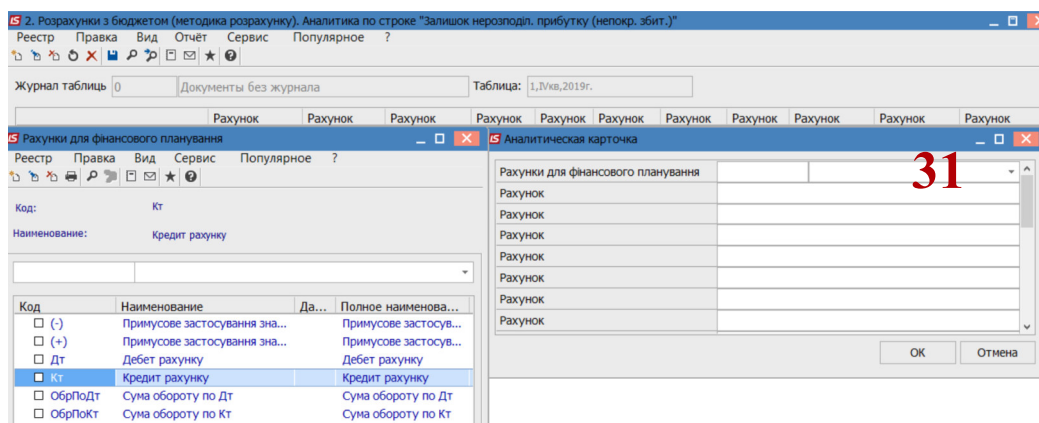 2. Розрахунки з бюджетом (методика розрахунку). Аналитика по строке "Залишок нерозподіл. прибутку (непокр. збит.)"
Реестр Правка Вид Отчёт Сервис Популярное ?
Журнал таблиць 0 Документы без журнала Таблица: 1,IVкв,2019г.
Рахунок Рахунок Рахунок Рахунок Рахунок Рахунок Рахунок Рахунок Рахунок Рахунок Рахунок
Рахунки для фінансового планування
Реестр Правка Вид Сервис Популярное ?
Код: Кт
Наименование: Кредит рахунку
Код Наименование Да... Полное наименова...
(-) Примусове застосування зна... Примусове застосув...
(+) Примусове застосування зна... Примусове застосув...
Дт Дебет рахунку Дебет рахунку
Кт Кредит рахунку Кредит рахунку
ОбрПоДт Сума обороту по Дт Сума обороту по Дт
ОбрПоКт Сума обороту по Кт Сума обороту по Кт
Аналитическая карточка
31
Рахунки для фінансового планування
Рахунок
Рахунок
Рахунок
Рахунок
Рахунок
Рахунок
Рахунок
ОК Отмена